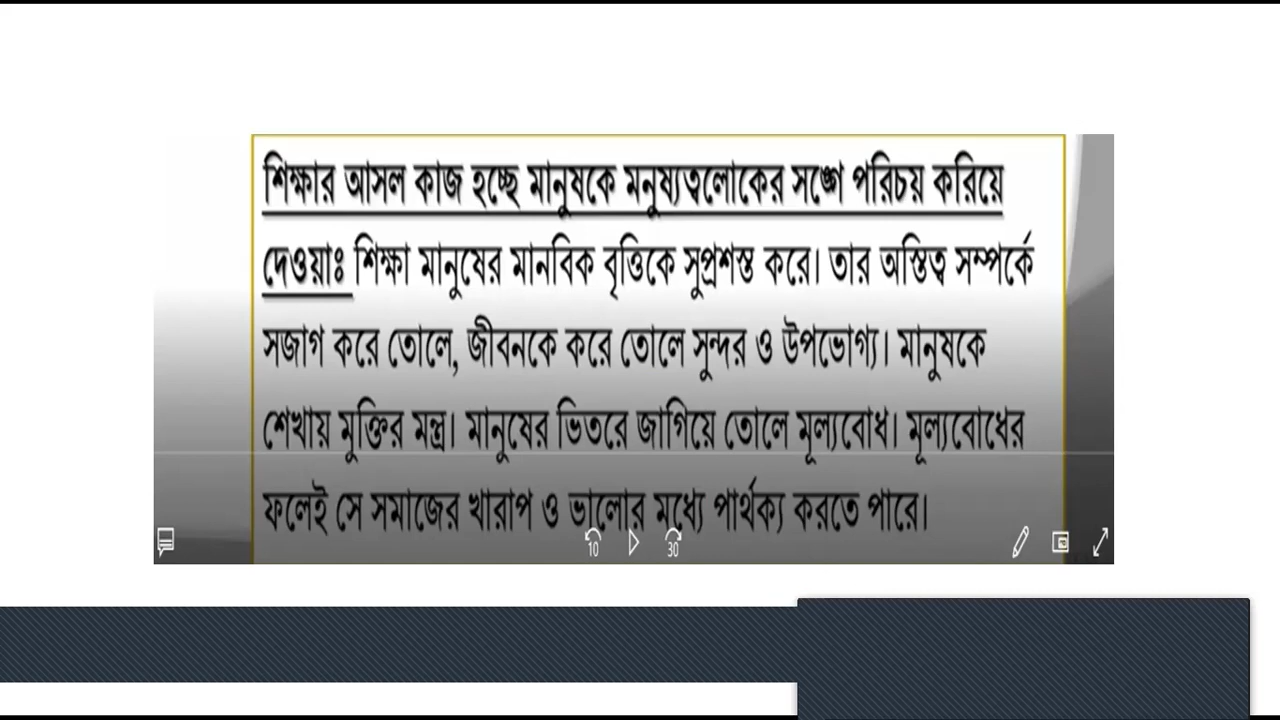 শিক্ষার আসল কাজ হচ্ছে মানুষকে মনুষ্যত্বলোকের সঙ্গে পরিচয় করিয়ে
দেওয়াঃ শিক্ষা মানুষের মানবিক বৃত্তিকে সুপ্রশস্ত করে। তার অস্তিত্ব সম্পর্কে
সজাগ করে তোলে, জীবনকে করে তোলে সুন্দর ও উপভোগ্য। মানুষকে
শেখায় মুক্তির মন্ত্র। মানুষের ভিতরে জাগিয়ে তোলে মূল্যবোধ। মূল্যবোধের
ফলেই সে সমাজের খারাপ ও ভালোর মধ্যে পার্থক্য করতে পারে।
10 30